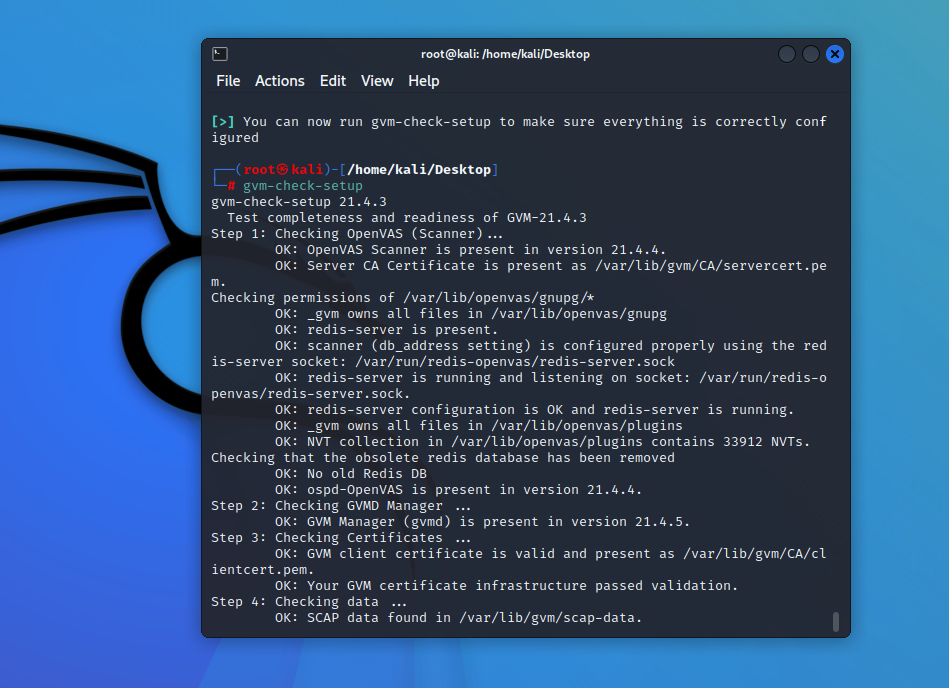 root@kali: /home/kali/Desktop
File Actions Edit View Help
[>] You can now run gvm-check-setup to make sure everything is correctly conf
igured
┌──(root㉿kali)-[/home/kali/Desktop]
└─# gvm-check-setup
gvm-check-setup 21.4.3
  Test completeness and readiness of GVM-21.4.3
Step 1: Checking OpenVAS (Scanner)...
        OK: OpenVAS Scanner is present in version 21.4.4.
        OK: Server CA Certificate is present as /var/lib/gvm/CA/servercert.pe
m.
Checking permissions of /var/lib/openvas/gnupg/*
        OK: _gvm owns all files in /var/lib/openvas/gnupg
        OK: redis-server is present.
        OK: scanner (db_address setting) is configured properly using the red
is-server socket: /var/run/redis-openvas/redis-server.sock
        OK: redis-server is running and listening on socket: /var/run/redis-o
penvas/redis-server.sock.
        OK: redis-server configuration is OK and redis-server is running.
        OK: _gvm owns all files in /var/lib/openvas/plugins
        OK: NVT collection in /var/lib/openvas/plugins contains 33912 NVTs.
Checking that the obsolete redis database has been removed
        OK: No old Redis DB
        OK: ospd-OpenVAS is present in version 21.4.4.
Step 2: Checking GVMD Manager ...
        OK: GVM Manager (gvmd) is present in version 21.4.5.
Step 3: Checking Certificates ...
        OK: GVM client certificate is valid and present as /var/lib/gvm/CA/cl
ientcert.pem.
        OK: Your GVM certificate infrastructure passed validation.
Step 4: Checking data ...
        OK: SCAP data found in /var/lib/gvm/scap-data.